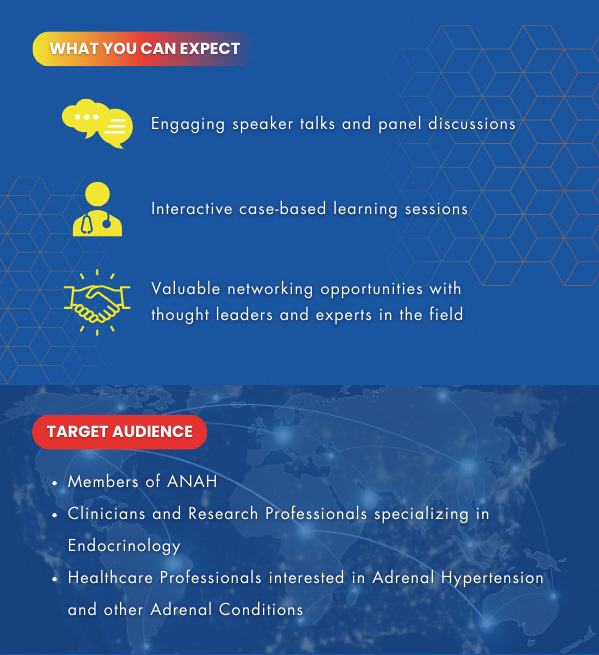 WHAT YOU CAN EXPECT
Engaging speaker talks and panel discussions
Interactive case-based learning sessions
Valuable networking opportunities with
thought leaders and experts in the field
TARGET AUDIENCE
• Members of ANAH
• Clinicians and Research Professionals specializing in
Endocrinology
• Healthcare Professionals interested in Adrenal Hypertension
and other Adrenal Conditions